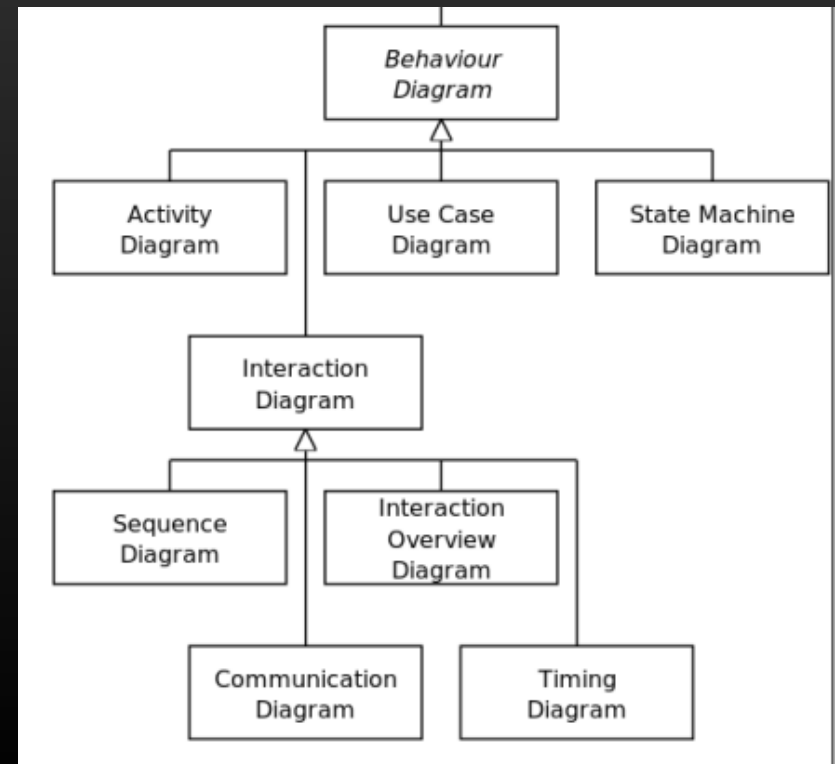 Behaviour
Diagram
Activity
Diagram
Use Case
Diagram
State Machine
Diagram
Interaction
Diagram
Sequence
Diagram
Interaction
Overview
Diagram
Communication
Diagram
Timing
Diagram